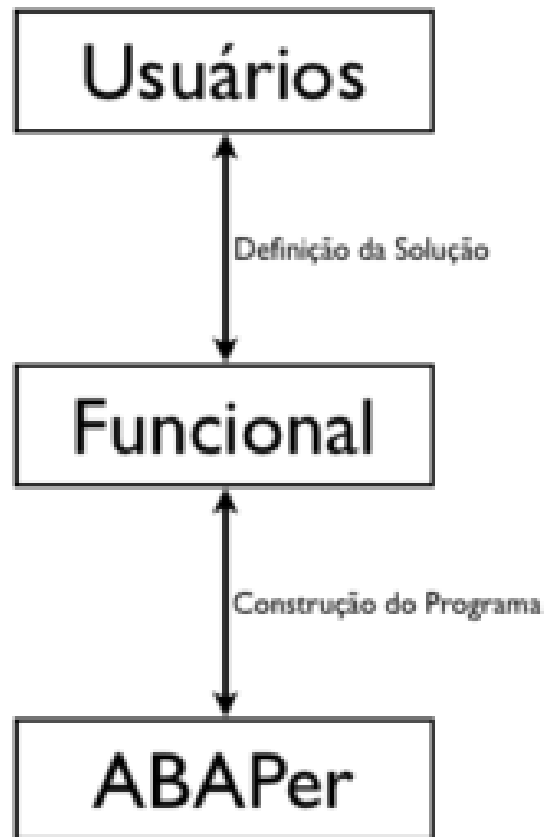 Usuários
Definição da Solução
Funcional
Construção do Programa
ABAPer